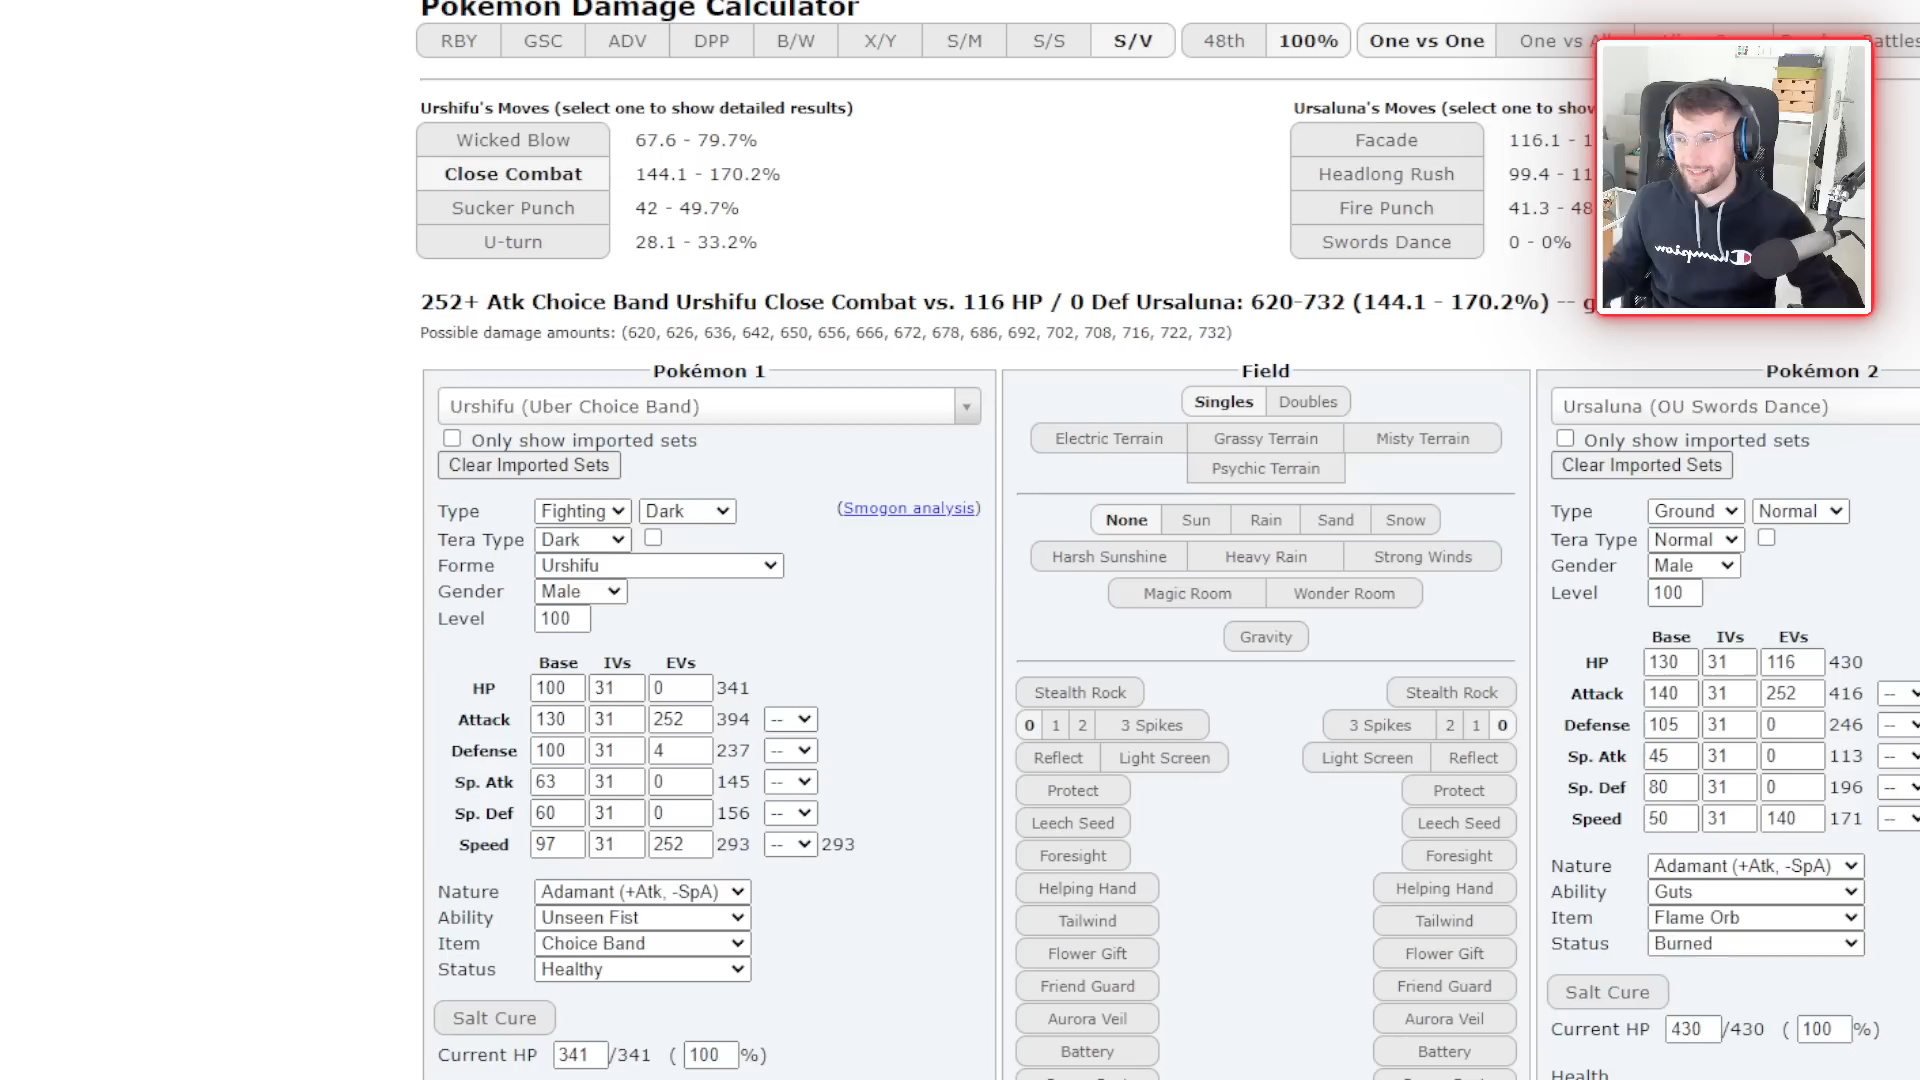 Pokémon Damage Calculator
RBY GSC ADV DPP B/W X/Y S/M S/S S/V 48th 100% One vs One One vs Battles
Urshifu's Moves (select one to show detailed results)
Wicked Blow 67.6 - 79.7%
Close Combat 144.1 - 170.2%
Sucker Punch 42 - 49.7%
U-turn 28.1 - 33.2%
Ursaluna's Moves (select one to show
Facade 116.1 - 1
Headlong Rush 99.4 - 11
Fire Punch 41.3 - 48
Swords Dance 0 - 0%
Champion
252+ Atk Choice Band Urshifu Close Combat vs. 116 HP / 0 Def Ursaluna: 620-732 (144.1 - 170.2%) -- g
Possible damage amounts: (620, 626, 636, 642, 650, 656, 666, 672, 678, 686, 692, 702, 708, 716, 722, 732)
Pokémon 1
Urshifu (Uber Choice Band)
Only show imported sets
Clear Imported Sets
Type Fighting Dark (Smogon analysis)
Tera Type Dark
Forme Urshifu
Gender Male
Level 100
Base IVs EVs
HP 100 31 0 341
Attack 130 31 252 394 --
Defense 100 31 4 237 --
Sp. Atk 63 31 0 145 --
Sp. Def 60 31 0 156 --
Speed 97 31 252 293 -- 293
Nature Adamant (+Atk, -SpA)
Ability Unseen Fist
Item Choice Band
Status Healthy
Salt Cure
Current HP 341 /341 ( 100 %)
Field
Singles Doubles
Electric Terrain Grassy Terrain Misty Terrain
Psychic Terrain
None Sun Rain Sand Snow
Harsh Sunshine Heavy Rain Strong Winds
Magic Room Wonder Room
Gravity
Stealth Rock Stealth Rock
0 1 2 3 Spikes 3 Spikes 2 1 0
Reflect Light Screen Light Screen Reflect
Protect Protect
Leech Seed Leech Seed
Foresight Foresight
Helping Hand Helping Hand
Tailwind Tailwind
Flower Gift Flower Gift
Friend Guard Friend Guard
Aurora Veil Aurora Veil
Battery Battery
Pokémon 2
Ursaluna (OU Swords Dance)
Only show imported sets
Clear Imported Sets
Type Ground Normal
Tera Type Normal
Gender Male
Level 100
Base IVs EVs
HP 130 31 116 430
Attack 140 31 252 416 --
Defense 105 31 0 246 --
Sp. Atk 45 31 0 113 --
Sp. Def 80 31 0 196 --
Speed 50 31 140 171 --
Nature Adamant (+Atk, -SpA)
Ability Guts
Item Flame Orb
Status Burned
Salt Cure
Current HP 430 /430 ( 100 %)
Health